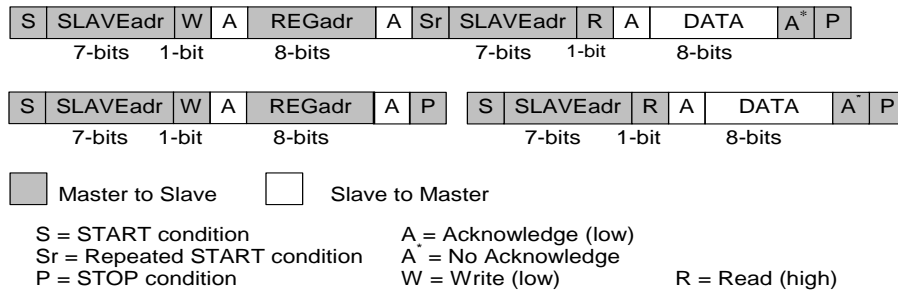 S SLAVEadr W A REGadr A Sr SLAVEadr R A DATA A* P
7-bits 1-bit 8-bits 7-bits 1-bit 8-bits
S SLAVEadr W A REGadr A P S SLAVEadr R A DATA A* P
7-bits 1-bit 8-bits 7-bits 1-bit 8-bits
Master to Slave Slave to Master
S = START condition A = Acknowledge (low)
Sr = Repeated START condition A* = No Acknowledge
P = STOP condition W = Write (low) R = Read (high)